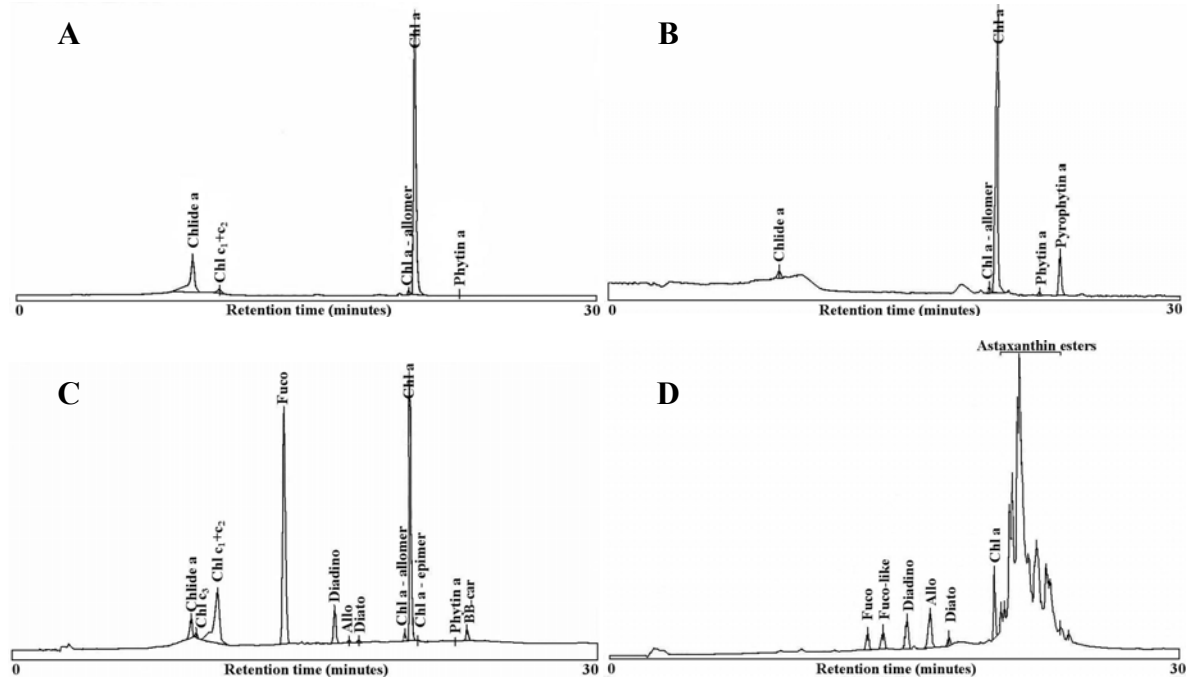 A
Chlide a
Chl c₁+c₂
Chl a - allomer
Chl a
Phytin a
0
Retention time (minutes)
30
B
Chlide a
Chl a - allomer
Chl a
Phytin a
Pyrophytin a
0
Retention time (minutes)
30
C
Chlide a
Chl c₃
Chl c₁+c₂
Fuco
Diadino
Allo
Diato
Chl a - allomer
Chl a
Chl a - epimer
Phytin a
BB-car
0
Retention time (minutes)
30
D
Fuco
Fuco-like
Diadino
Allo
Diato
Chl a
Astaxanthin esters
0
Retention time (minutes)
30